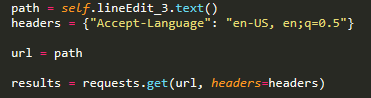 path = self.lineEdit_3.text()
headers = {"Accept-Language": "en-US, en;q=0.5"}
url = path
results = requests.get(url, headers=headers)